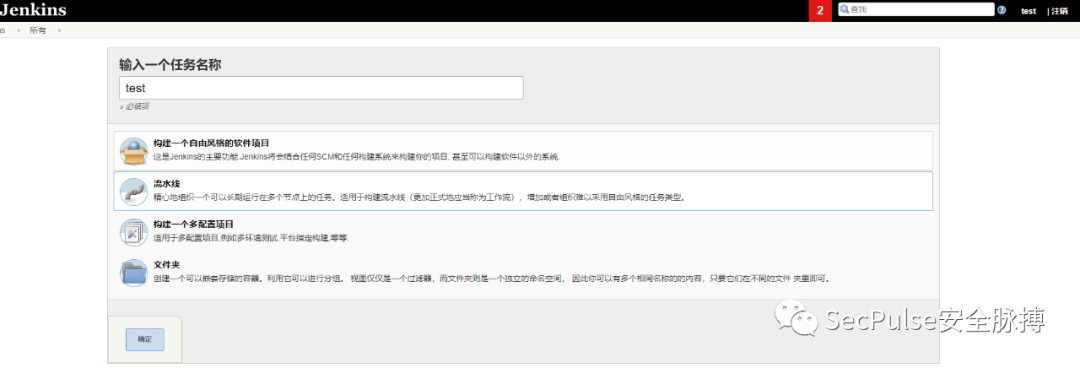 Jenkins
2
查找
test
| 注销
所有
输入一个任务名称
test
» 必填项
构建一个自由风格的软件项目
这是Jenkins的主要功能.Jenkins将会结合任何SCM和任何构建系统来构建你的项目, 甚至可以构建软件以外的系统.
流水线
精心地组织一个可以长期运行在多个节点上的任务。适用于构建流水线（更加正式地应当称为工作流），增加或者组织难以采用自由风格的任务类型。
构建一个多配置项目
适用于多配置项目,例如多环境测试,平台指定构建,等等.
文件夹
创建一个可以嵌套存储的容器。利用它可以进行分组。 视图仅仅是一个过滤器，而文件夹则是一个独立的命名空间， 因此你可以有多个相同名称的的内容，只要它们在不同的文件 夹里即可。
SecPulse安全脉搏
确定